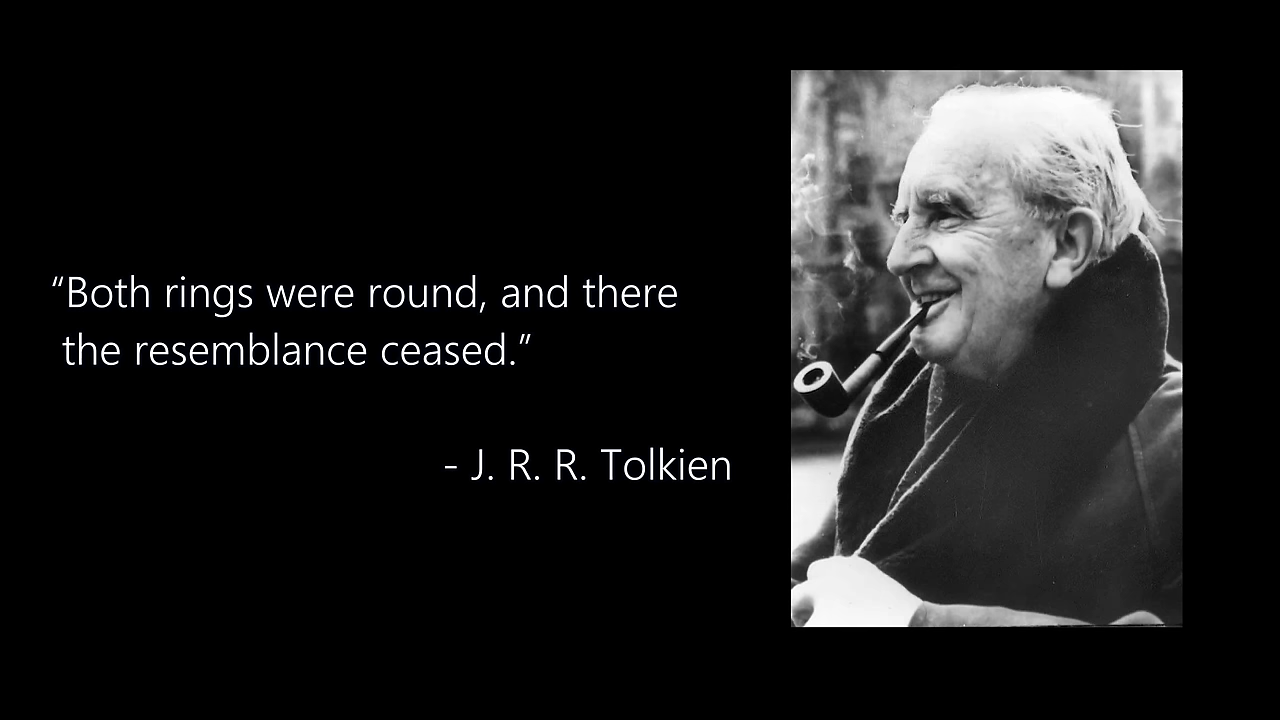 “Both rings were round, and there
the resemblance ceased.”
- J. R. R. Tolkien